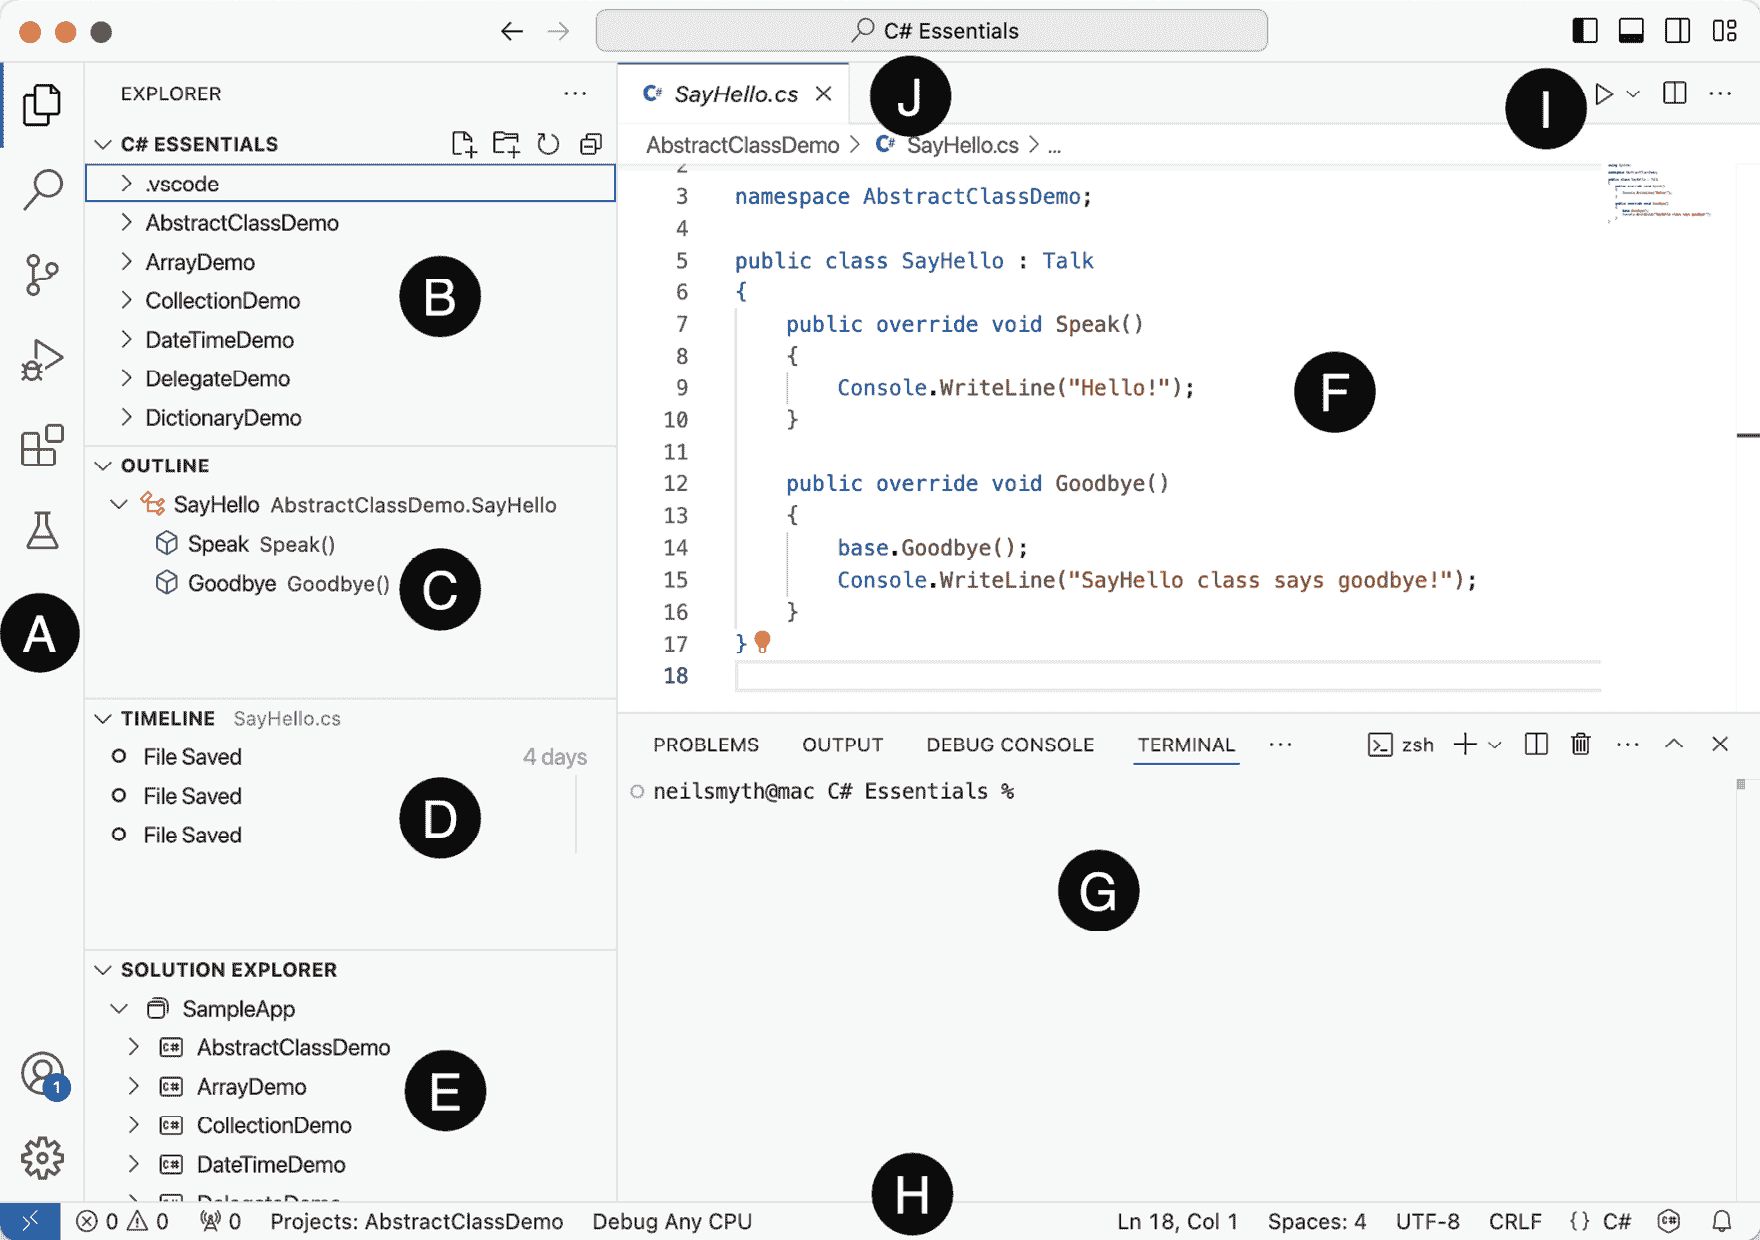 C# Essentials
EXPLORER
C# ESSENTIALS
.vscode
AbstractClassDemo
ArrayDemo
CollectionDemo
DateTimeDemo
DelegateDemo
DictionaryDemo
B
OUTLINE
SayHello AbstractClassDemo.SayHello
Speak Speak()
Goodbye Goodbye()
C
A
TIMELINE SayHello.cs
File Saved 4 days
File Saved
File Saved
D
SOLUTION EXPLORER
SampleApp
C# AbstractClassDemo
C# ArrayDemo
C# CollectionDemo
C# DateTimeDemo
DelegateDemo
E
1
C# SayHello.cs
J
I
AbstractClassDemo > C# SayHello.cs > ...
2
3 namespace AbstractClassDemo;
4
5 public class SayHello : Talk
6 {
7 public override void Speak()
8 {
9 Console.WriteLine("Hello!");
10 }
11
12 public override void Goodbye()
13 {
14 base.Goodbye();
15 Console.WriteLine("SayHello class says goodbye!");
16 }
17 }
18
F
PROBLEMS OUTPUT DEBUG CONSOLE TERMINAL ... zsh
neilsmyth@mac C# Essentials %
G
H
0 0 0 Projects: AbstractClassDemo Debug Any CPU Ln 18, Col 1 Spaces: 4 UTF-8 CRLF {} C# C#